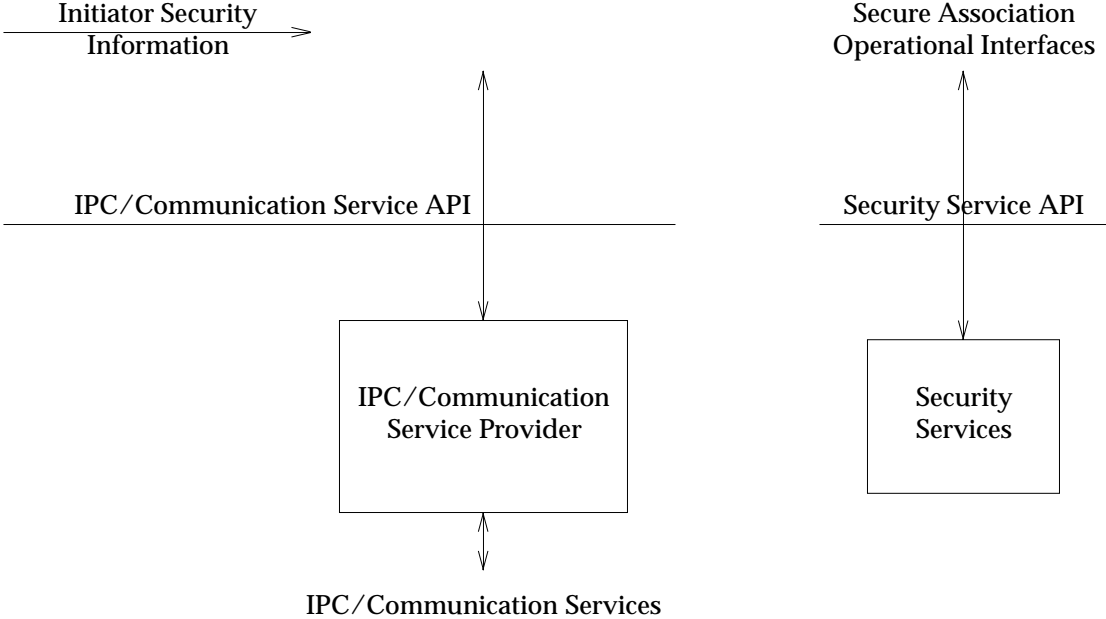 Initiator Security
Information
Secure Association
Operational Interfaces
IPC/Communication Service API
Security Service API
IPC/Communication
Service Provider
Security
Services
IPC/Communication Services